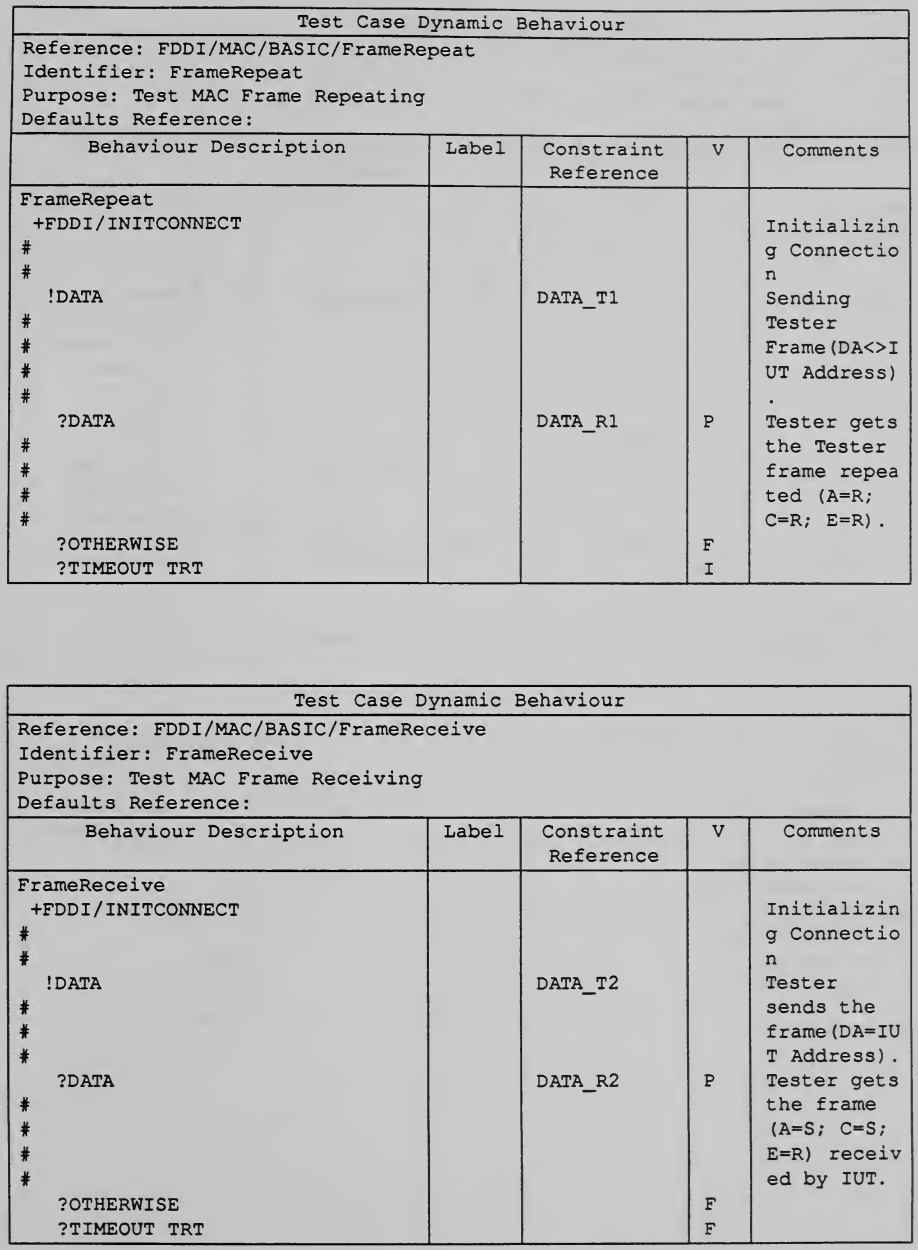 Test Case Dynamic Behaviour
Reference: FDDI/MAC/BASIC/FrameRepeat
Identifier: FrameRepeat
Purpose: Test MAC Frame Repeating
Defaults Reference:
Behaviour Description Label Constraint V Comments
Reference
FrameRepeat
+FDDI/INITCONNECT Initializin
# g Connectio
# n
!DATA DATA_T1 Sending
# Tester
# Frame(DA<>I
# UT Address)
# .
?DATA DATA_R1 P Tester gets
# the Tester
# frame repea
# ted (A=R;
# C=R; E=R).
?OTHERWISE F
?TIMEOUT TRT I
Test Case Dynamic Behaviour
Reference: FDDI/MAC/BASIC/FrameReceive
Identifier: FrameReceive
Purpose: Test MAC Frame Receiving
Defaults Reference:
Behaviour Description Label Constraint V Comments
Reference
FrameReceive
+FDDI/INITCONNECT Initializin
# g Connectio
# n
!DATA DATA_T2 Tester
# sends the
# frame(DA=IU
# T Address).
?DATA DATA_R2 P Tester gets
# the frame
# (A=S; C=S;
# E=R) receiv
# ed by IUT.
?OTHERWISE F
?TIMEOUT TRT F